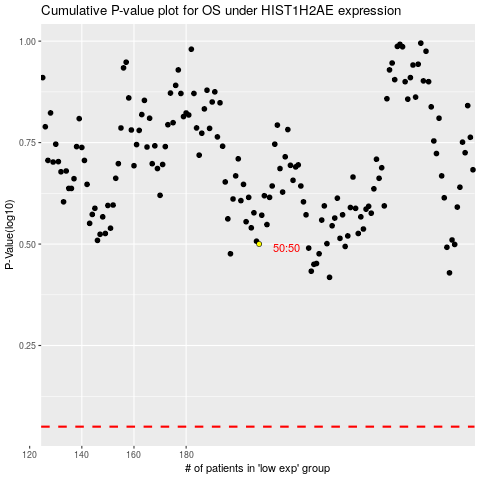 Cumulative P-value plot for OS under HIST1H2AE expression
P-Value(log10)
1.00
0.75
0.50
0.25
50:50
120 140 160 180
# of patients in 'low exp' group